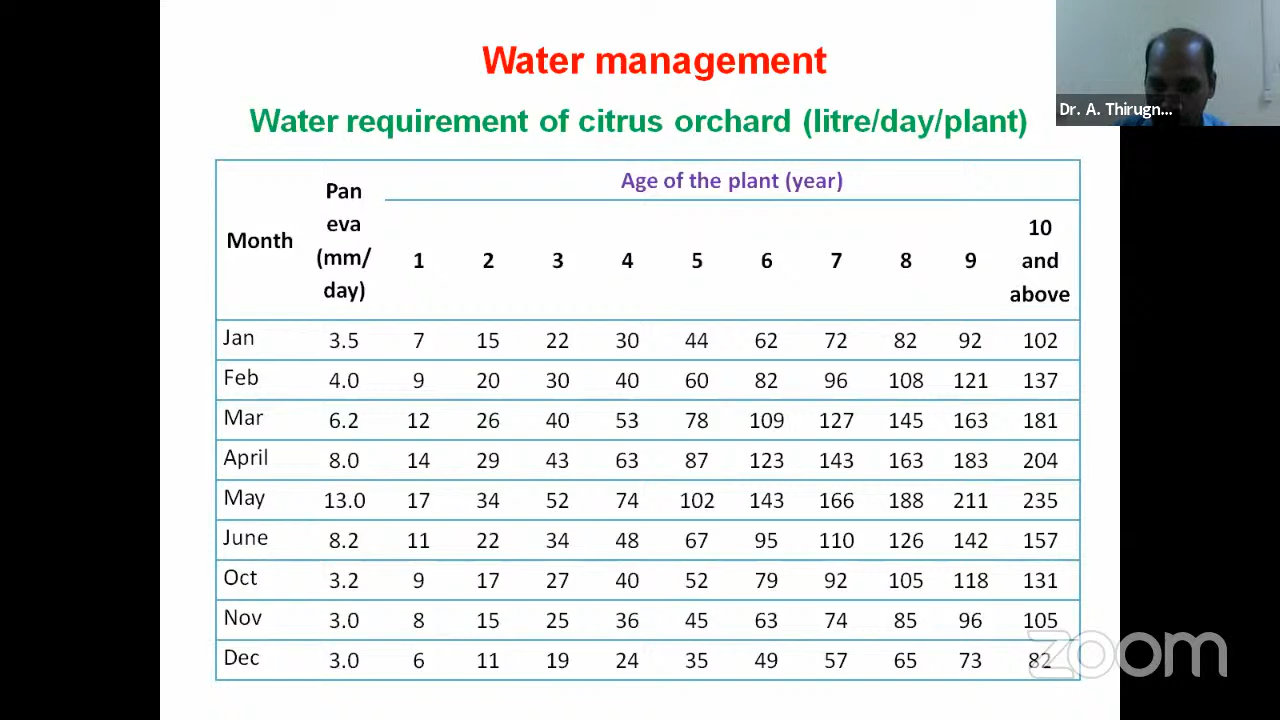 Water management
Dr. A. Thirugn...
Water requirement of citrus orchard (litre/day/plant)
Month Pan eva (mm/ day) Age of the plant (year)
1 2 3 4 5 6 7 8 9 10 and above
Jan 3.5 7 15 22 30 44 62 72 82 92 102
Feb 4.0 9 20 30 40 60 82 96 108 121 137
Mar 6.2 12 26 40 53 78 109 127 145 163 181
April 8.0 14 29 43 63 87 123 143 163 183 204
May 13.0 17 34 52 74 102 143 166 188 211 235
June 8.2 11 22 34 48 67 95 110 126 142 157
Oct 3.2 9 17 27 40 52 79 92 105 118 131
Nov 3.0 8 15 25 36 45 63 74 85 96 105
Dec 3.0 6 11 19 24 35 49 57 65 73 82
zoom